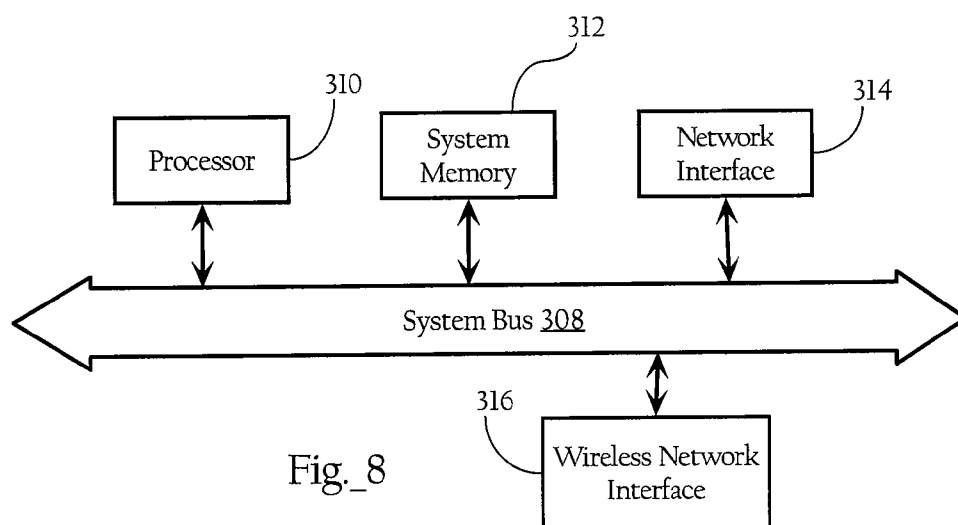 312
310
314
Processor
System
Memory
Network
Interface
System Bus 308
316
Fig._8
Wireless Network
Interface